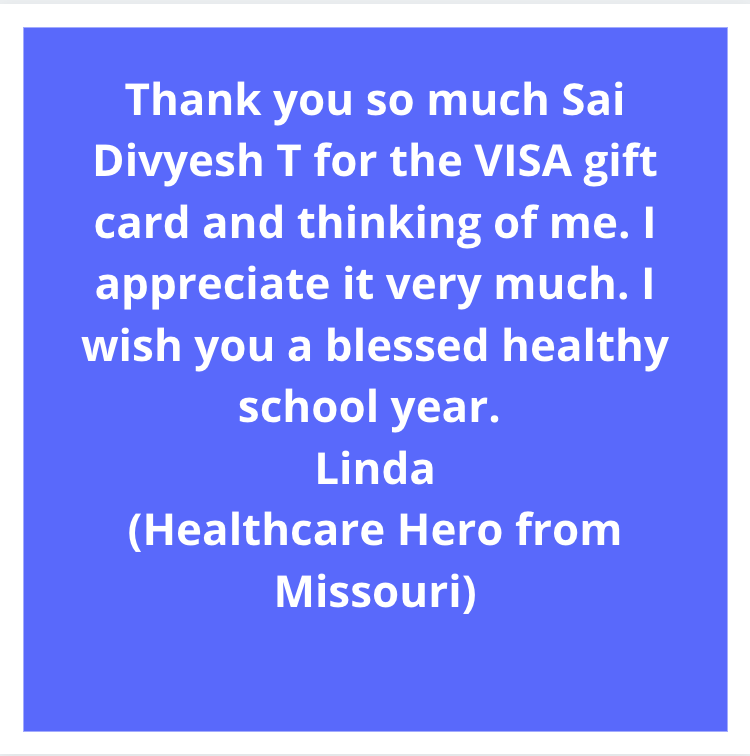 Thank you so much Sai
Divyesh T for the VISA gift
card and thinking of me. I
appreciate it very much. I
wish you a blessed healthy
school year.
Linda
(Healthcare Hero from
Missouri)